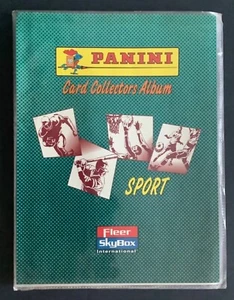 PANINI
Card Collectors Album
SPORT
Fleer
SkyBox
International